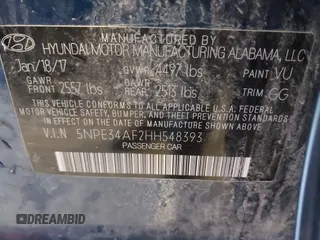 HYUNDAI MOTOR MANUFACTURING ALABAMA, LLC
Jan/18/17 GVWR 4497 lbs PAINT VU
GAWR FRONT 2557 lbs GAWR REAR 2513 lbs TRIM GG
THIS VEHICLE CONFORMS TO ALL APPLICABLE FEDERAL
MOTOR VEHICLE SAFETY, BUMPER, AND THEFT PREVENTION
STANDARDS IN EFFECT ON THE DATE OF MANUFACTURE
SHOWN ABOVE.
V.I.N 5NPE34AF2HH548393
PASSENGER CAR
DREAMBID